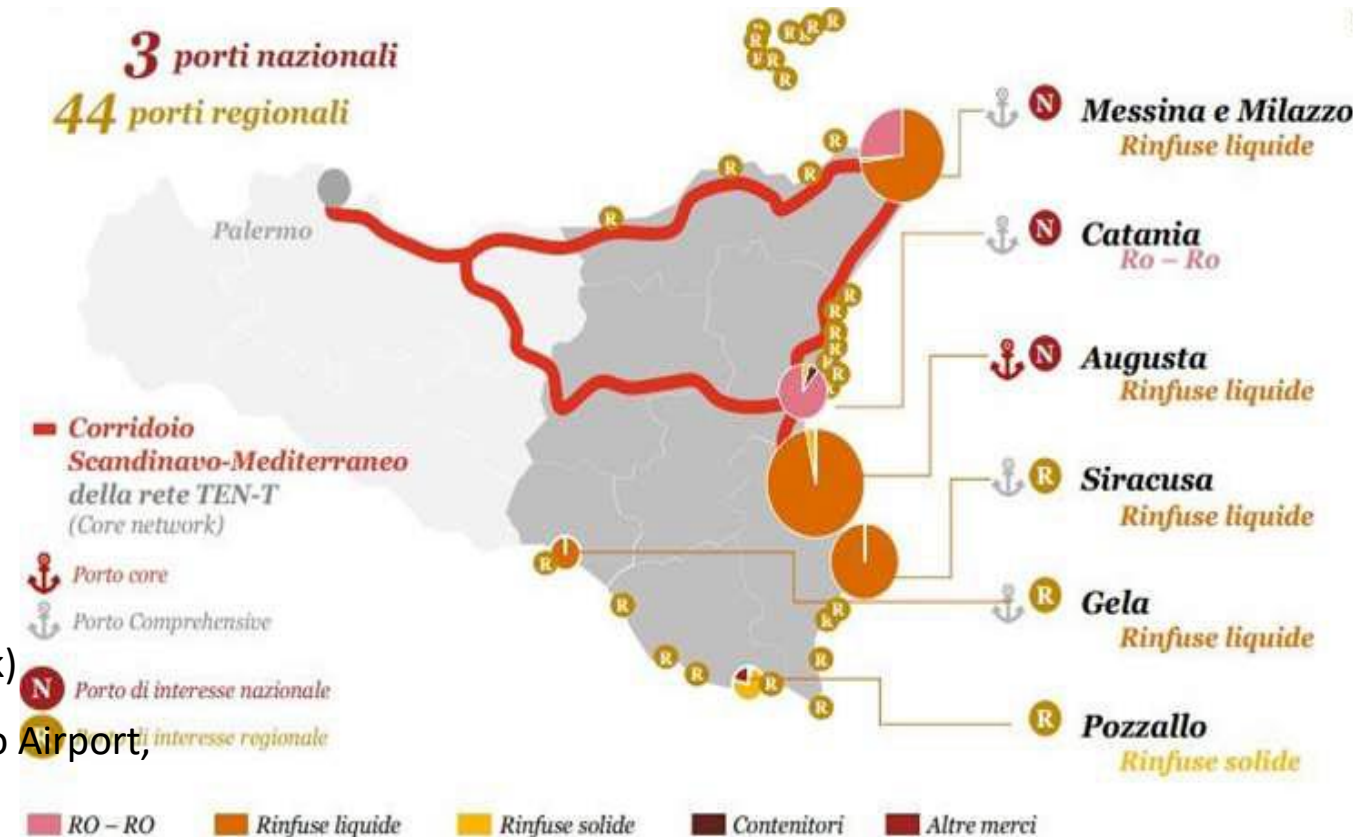 3 porti nazionali
44 porti regionali
Palermo
Corridoio
Scandinavo-Mediterraneo
della rete TEN-T
(Core network)
Porto core
Porto Comprehensive
)
N Porto di interesse nazionale
di interesse regionale
Airport,
N Messina e Milazzo
Rinfuse liquide
N Catania
Ro – Ro
N Augusta
Rinfuse liquide
R Siracusa
Rinfuse liquide
R Gela
Rinfuse liquide
R Pozzallo
Rinfuse solide
RO – RO
Rinfuse liquide
Rinfuse solide
Contenitori
Altre merci